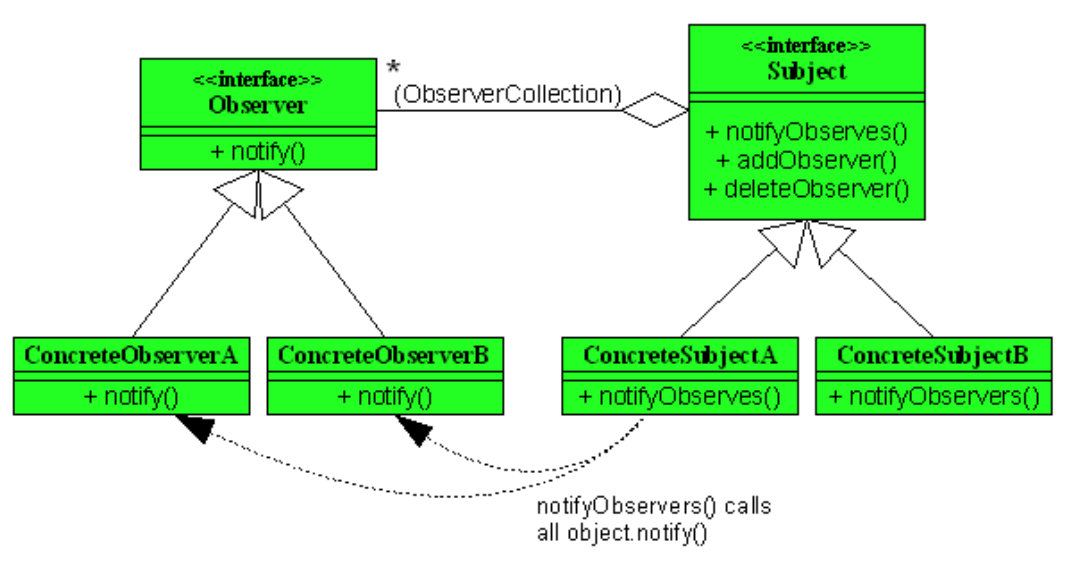 <<interface>>
Observer
+ notify()
*
(ObserverCollection)
<<interface>>
Subject
+ notifyObserves()
+ addObserver()
+ deleteObserver()
ConcreteObserverA
+ notify()
ConcreteObserverB
+ notify()
ConcreteSubjectA
+ notifyObserves()
ConcreteSubjectB
+ notifyObservers()
notifyObservers() calls
all object.notify()